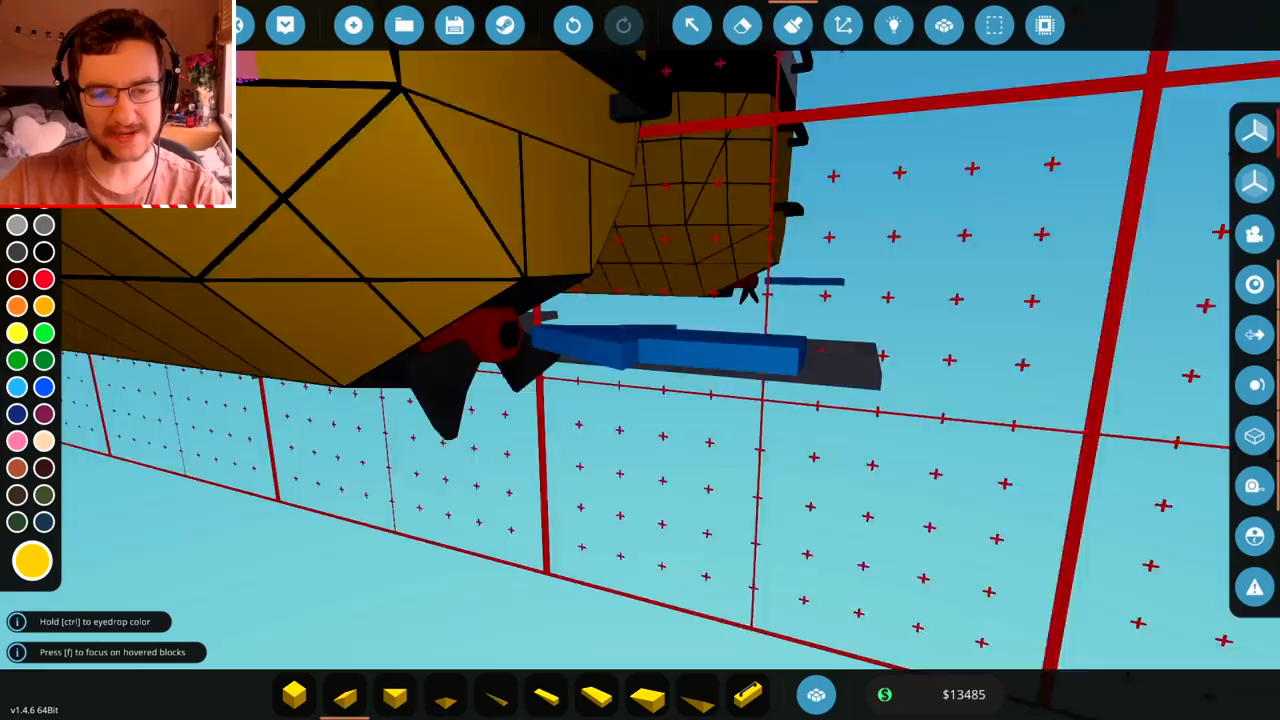 Hold [ctrl] to eyedrop color
Press [f] to focus on hovered blocks
v1.4.6 64Bit
$
$13485